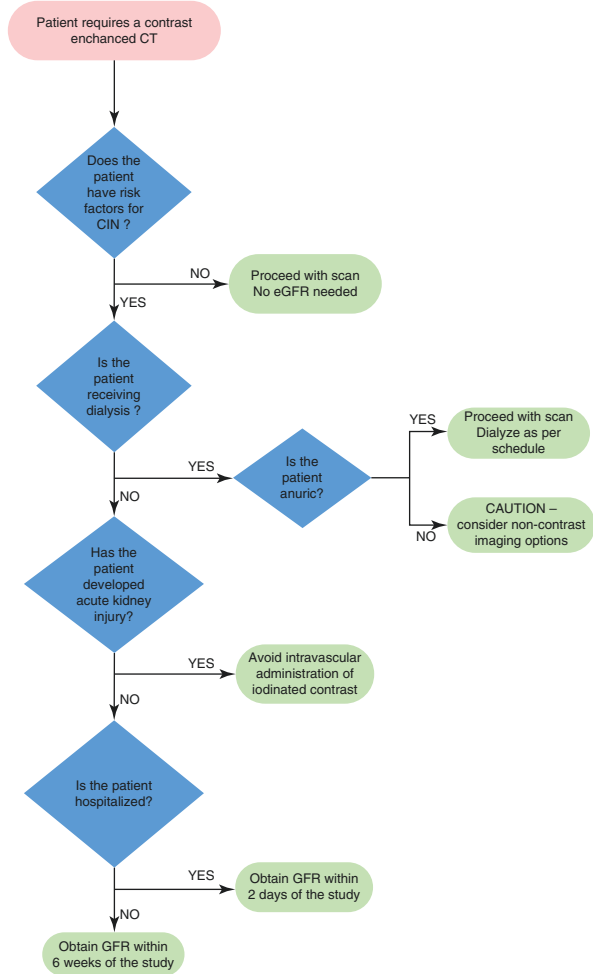 Patient requires a contrast
enchanced CT
Does the
patient
have risk
factors for
CIN ?
NO
Proceed with scan
No eGFR needed
YES
Is the
patient
receiving
dialysis ?
YES
Is the
patient
anuric?
YES
Proceed with scan
Dialyze as per
schedule
NO
CAUTION –
consider non-contrast
imaging options
NO
Has the
patient
developed
acute kidney
injury?
YES
Avoid intravascular
administration of
iodinated contrast
NO
Is the patient
hospitalized?
YES
Obtain GFR within
2 days of the study
NO
Obtain GFR within
6 weeks of the study